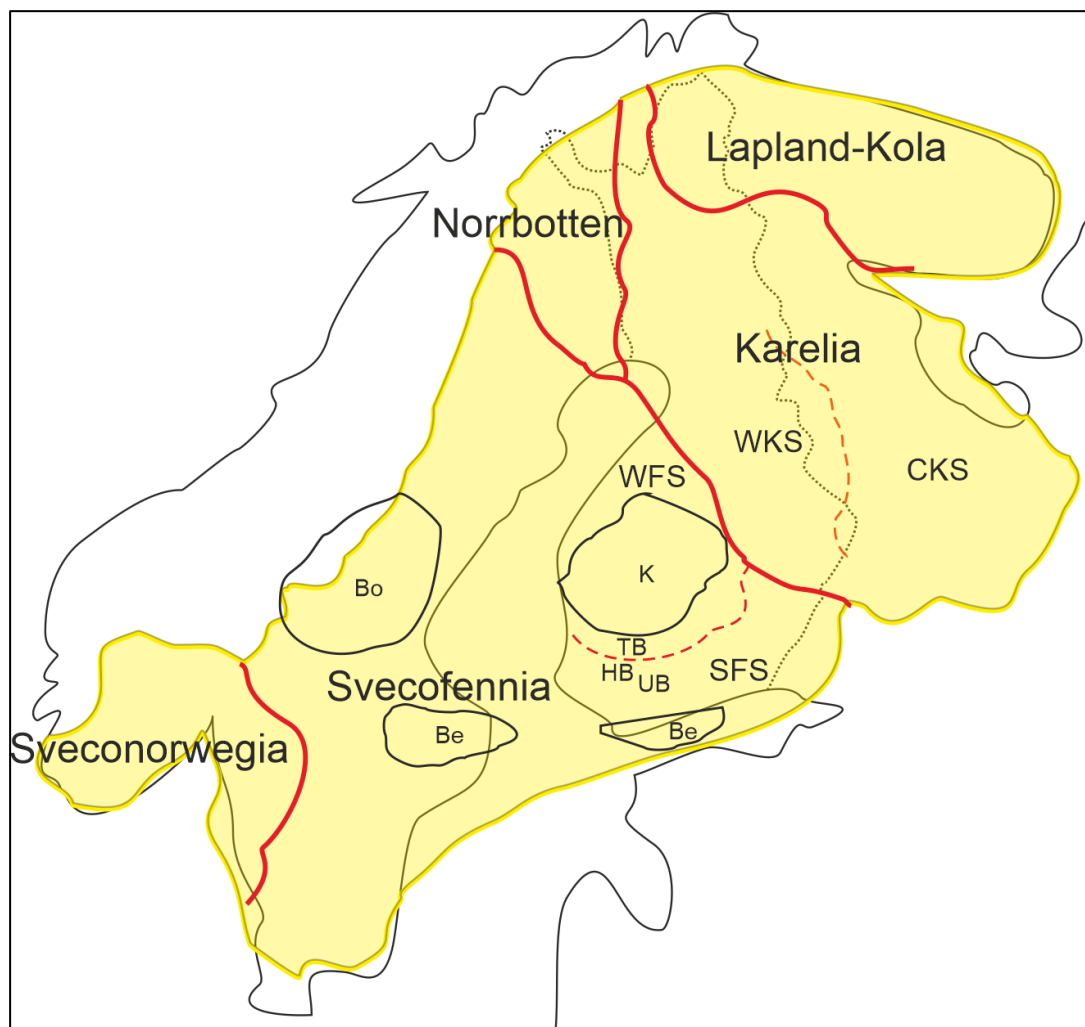 Lapland-Kola
Norrbotten
Karelia
WKS
CKS
WFS
K
Bo
TB
HB
UB
SFS
Svecofennia
Be
Be
Sveconorwegia